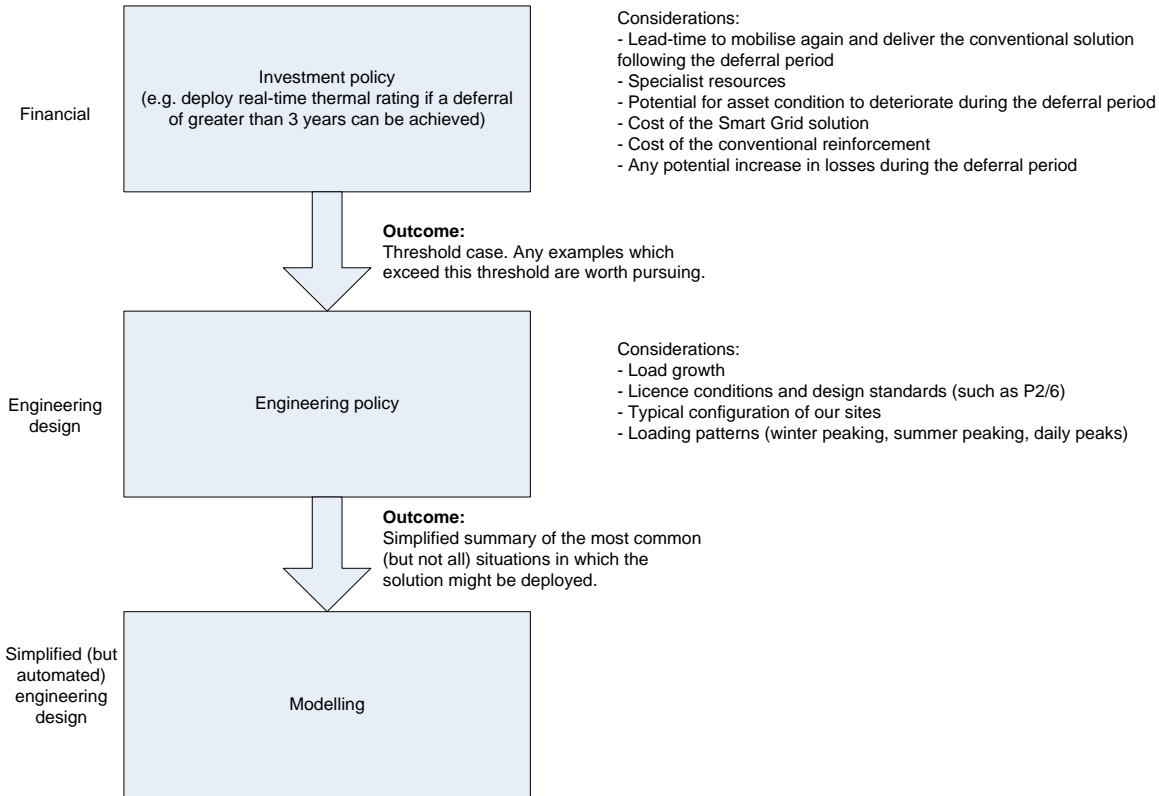 Financial
Investment policy
(e.g. deploy real-time thermal rating if a deferral
of greater than 3 years can be achieved)
Considerations:
- Lead-time to mobilise again and deliver the conventional solution
following the deferral period
- Specialist resources
- Potential for asset condition to deteriorate during the deferral period
- Cost of the Smart Grid solution
- Cost of the conventional reinforcement
- Any potential increase in losses during the deferral period
Outcome:
Threshold case. Any examples which
exceed this threshold are worth pursuing.
Engineering
design
Engineering policy
Considerations:
- Load growth
- Licence conditions and design standards (such as P2/6)
- Typical configuration of our sites
- Loading patterns (winter peaking, summer peaking, daily peaks)
Outcome:
Simplified summary of the most common
(but not all) situations in which the
solution might be deployed.
Simplified (but
automated)
engineering
design
Modelling